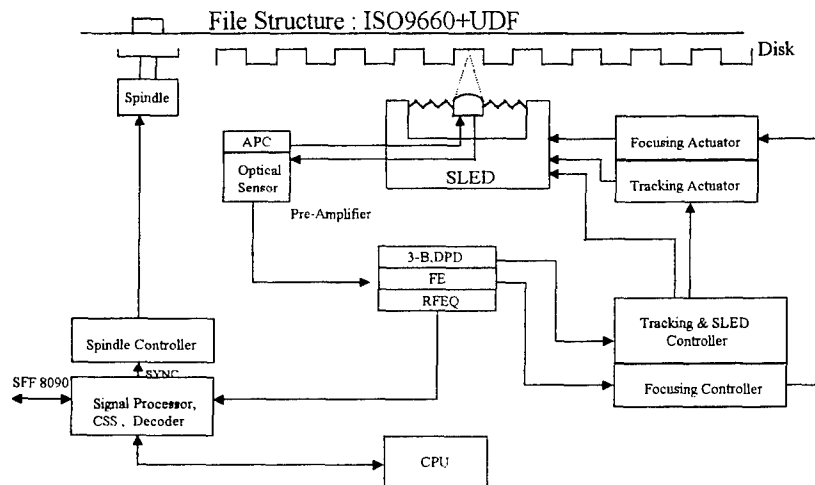 File Structure : ISO9660+UDF
Disk
Spindle
APC
Optical
Sensor
Pre-Amplifier
SLED
Focusing Actuator
Tracking Actuator
3-B,DPD
FE
RFEQ
Tracking & SLED
Controller
Focusing Controller
Spindle Controller
SYNC
SFF 8090
Signal Processor,
CSS 、 Decoder
CPU